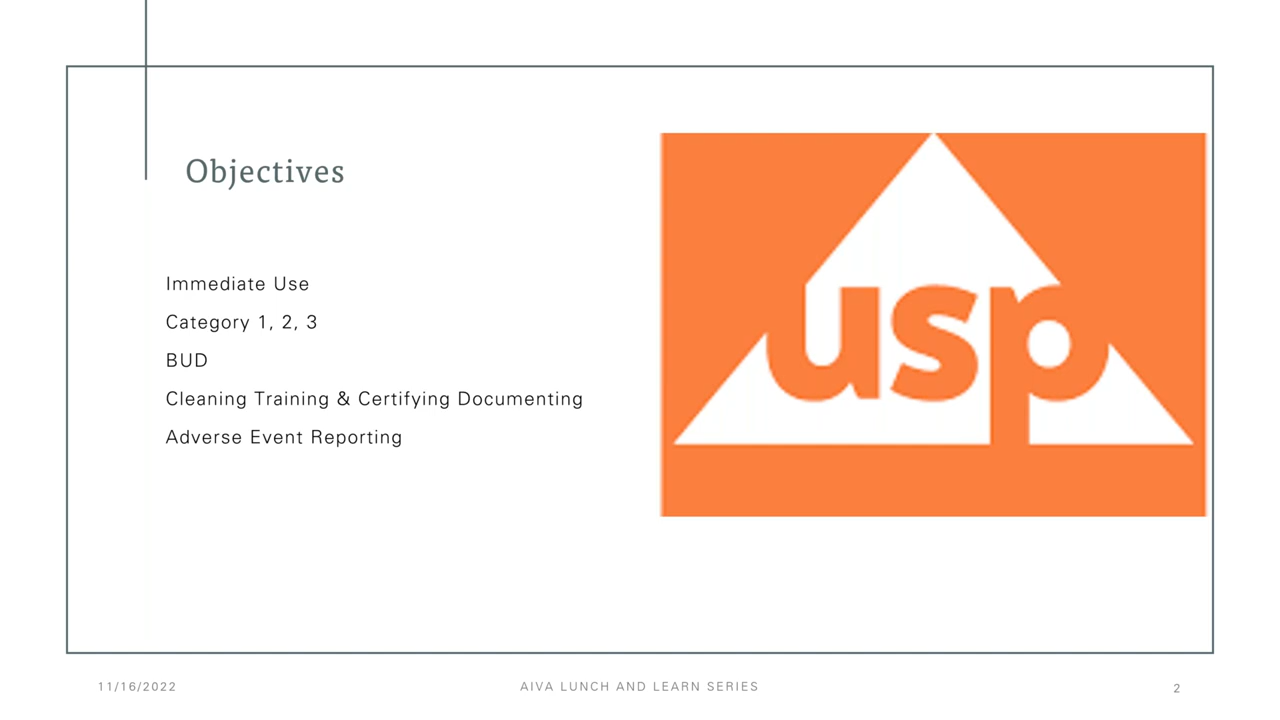 Objectives
Immediate Use
Category 1, 2, 3
BUD
Cleaning Training & Certifying Documenting
Adverse Event Reporting
usp
11/16/2022
AIVA LUNCH AND LEARN SERIES
2